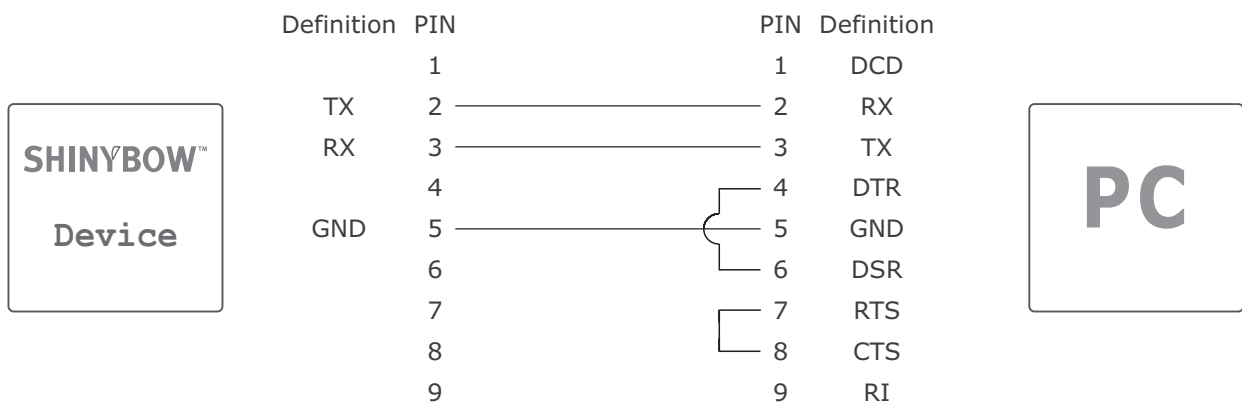 Definition PIN PIN Definition
1 1 DCD
TX 2 2 RX
RX 3 3 TX
4 4 DTR
GND 5 5 GND
6 6 DSR
7 7 RTS
8 8 CTS
9 9 RI
SHINYBOW™
Device
PC